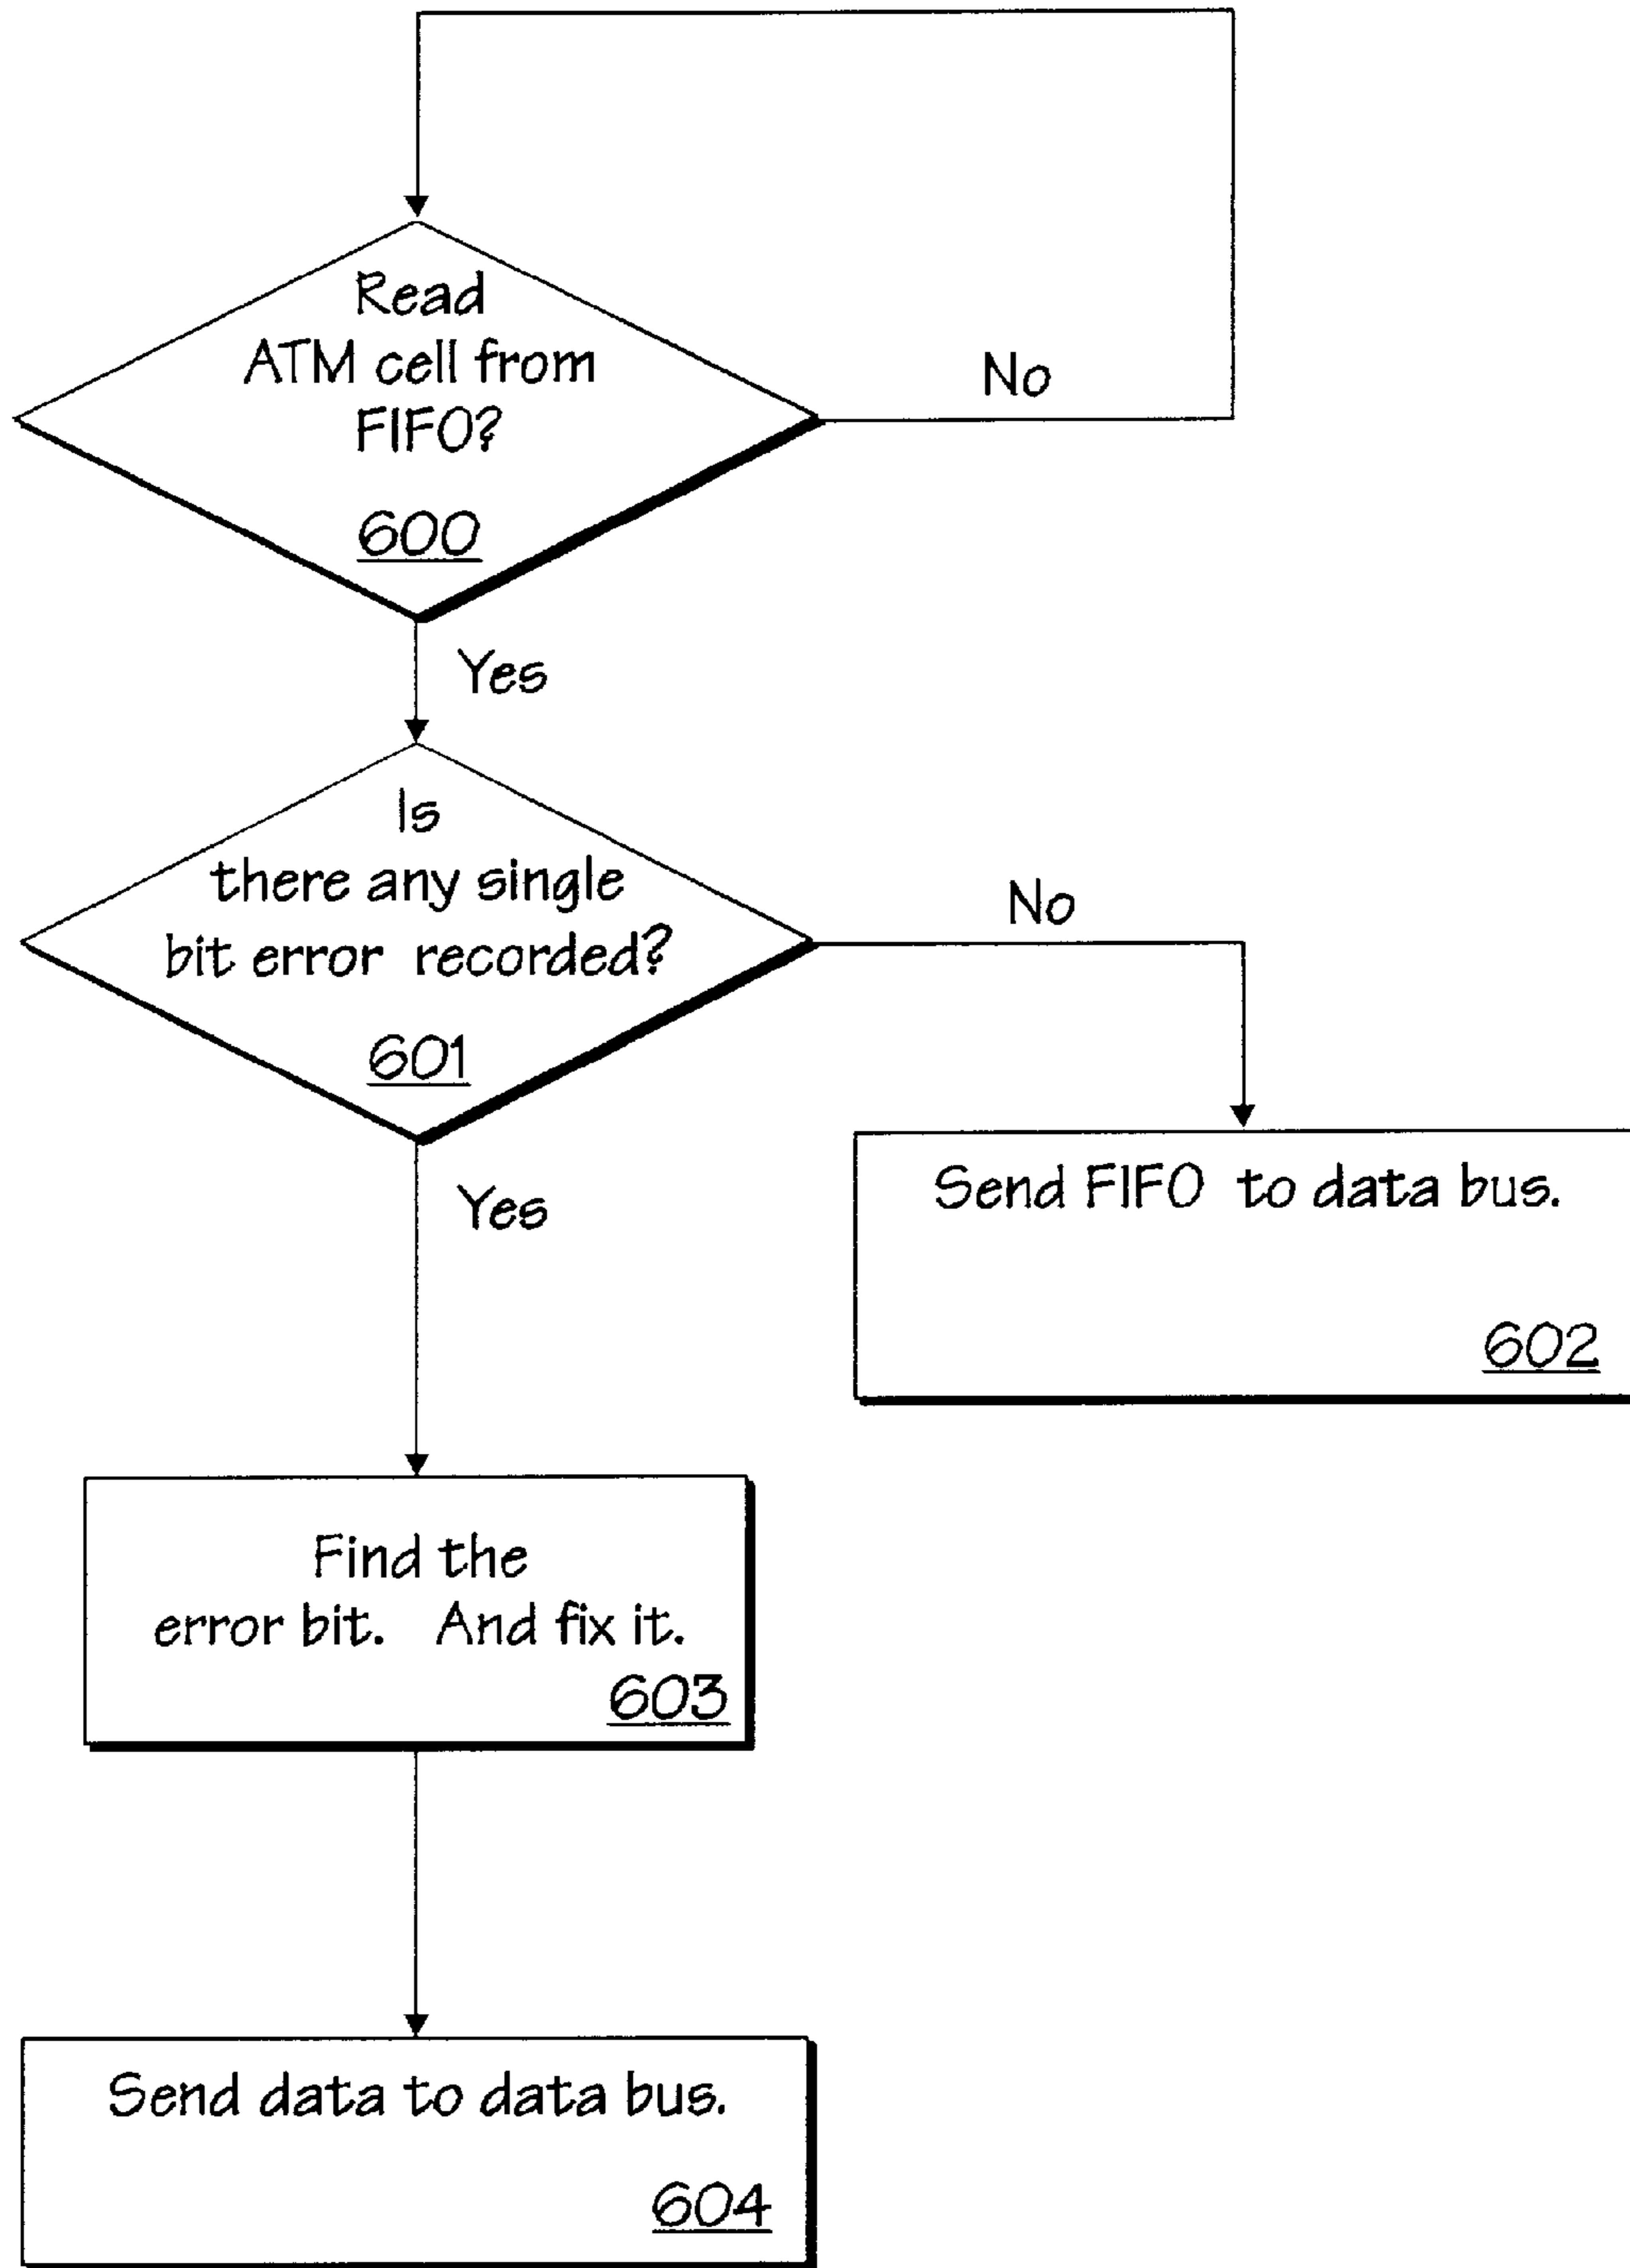 Read
ATM cell from
FIFO?
600
No
Yes
Is
there any single
bit error recorded?
601
No
Yes
Send FIFO to data bus.
602
Find the
error bit. And fix it.
603
Send data to data bus.
604